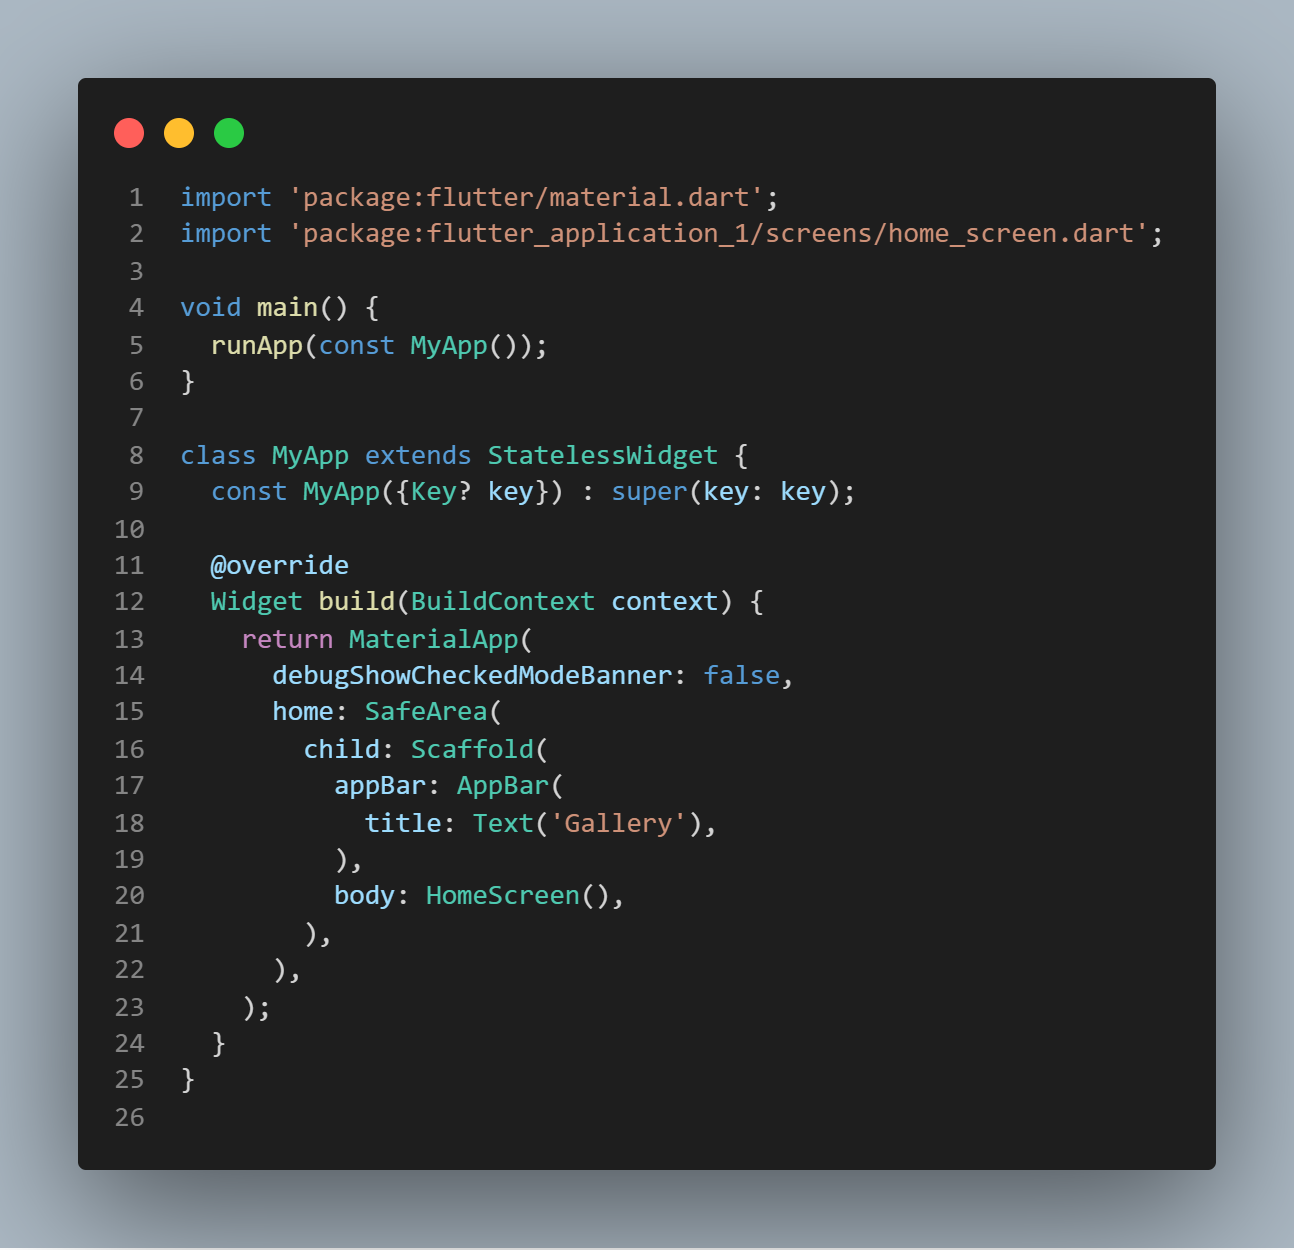 1 import 'package:flutter/material.dart';
2 import 'package:flutter_application_1/screens/home_screen.dart';
3
4 void main() {
5   runApp(const MyApp());
6 }
7
8 class MyApp extends StatelessWidget {
9   const MyApp({Key? key}) : super(key: key);
10
11   @override
12   Widget build(BuildContext context) {
13     return MaterialApp(
14       debugShowCheckedModeBanner: false,
15       home: SafeArea(
16         child: Scaffold(
17           appBar: AppBar(
18             title: Text('Gallery'),
19           ),
20           body: HomeScreen(),
21         ),
22       ),
23     );
24   }
25 }
26